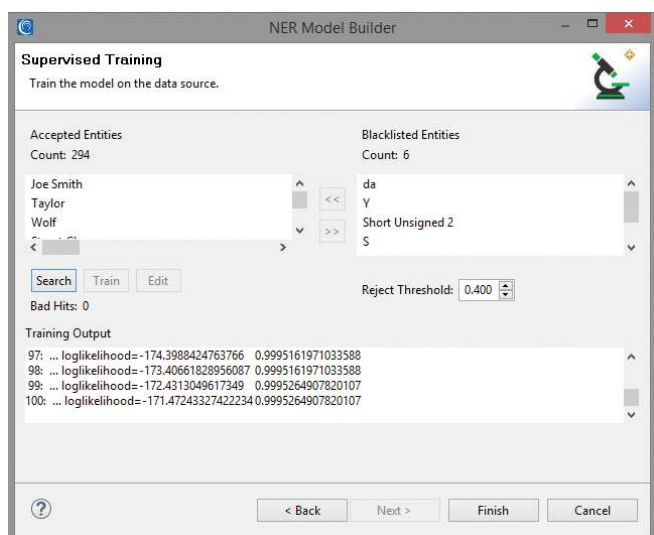 NER Model Builder
Supervised Training
Train the model on the data source.
Accepted Entities
Count: 294
Joe Smith
Taylor
Wolf
<<
>>
Blacklisted Entities
Count: 6
da
Y
Short Unsigned 2
S
Search Train Edit
Bad Hits: 0
Reject Threshold: 0.400
Training Output
97: ... loglikelihood=-174.3988424763766 0.9995161971033588
98: ... loglikelihood=-173.40661828956087 0.9995161971033588
99: ... loglikelihood=-172.4313049617349 0.9995264907820107
100: ... loglikelihood=-171.47243327422234 0.9995264907820107
? < Back Next > Finish Cancel